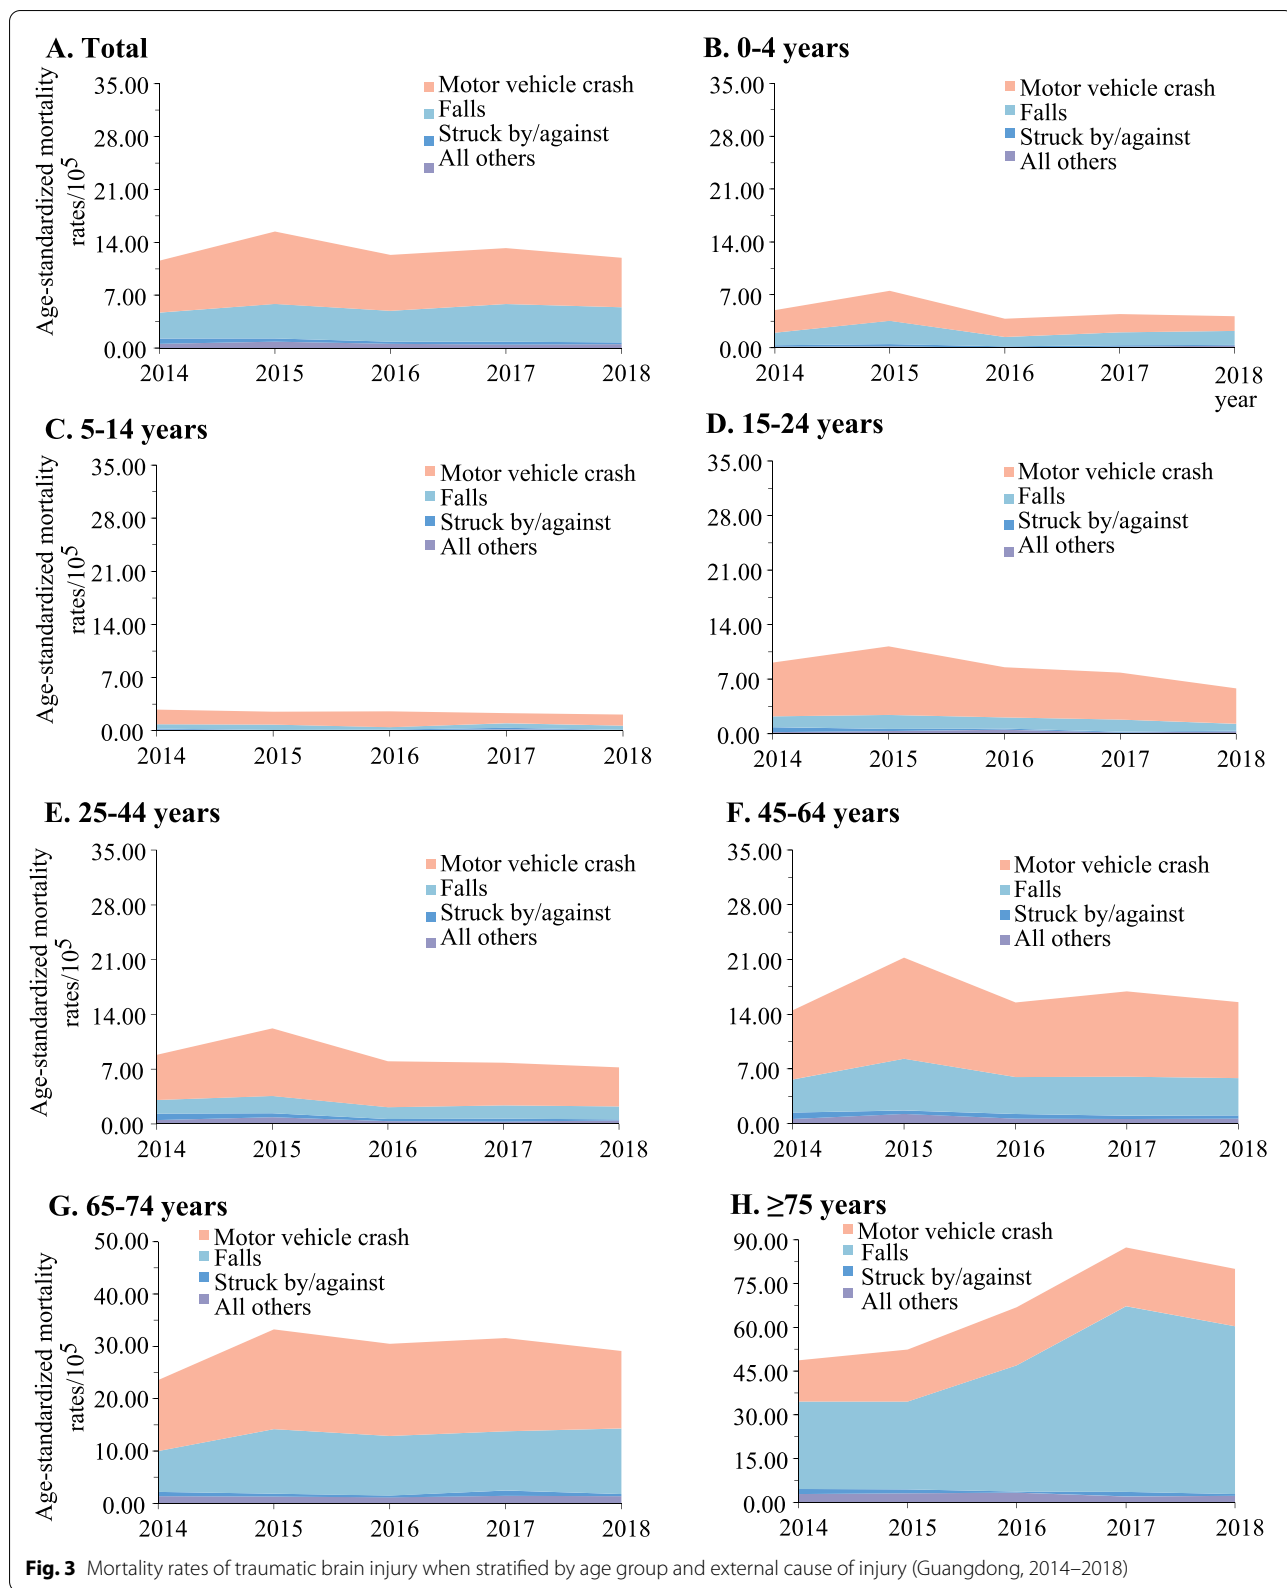 A. Total
Age-standardized mortality
rates/10⁵
35.00
28.00
21.00
14.00
7.00
0.00
Motor vehicle crash
Falls
Struck by/against
All others
2014 2015 2016 2017 2018
B. 0-4 years
35.00
28.00
21.00
14.00
7.00
0.00
Motor vehicle crash
Falls
Struck by/against
All others
2014 2015 2016 2017 2018
year
C. 5-14 years
Age-standardized mortality
rates/10⁵
35.00
28.00
21.00
14.00
7.00
0.00
Motor vehicle crash
Falls
Struck by/against
All others
2014 2015 2016 2017 2018
D. 15-24 years
35.00
28.00
21.00
14.00
7.00
0.00
Motor vehicle crash
Falls
Struck by/against
All others
2014 2015 2016 2017 2018
E. 25-44 years
Age-standardized mortality
rates/10⁵
35.00
28.00
21.00
14.00
7.00
0.00
Motor vehicle crash
Falls
Struck by/against
All others
2014 2015 2016 2017 2018
F. 45-64 years
35.00
28.00
21.00
14.00
7.00
0.00
Motor vehicle crash
Falls
Struck by/against
All others
2014 2015 2016 2017 2018
G. 65-74 years
Age-standardized mortality
rates/10⁵
50.00
40.00
30.00
20.00
10.00
0.00
Motor vehicle crash
Falls
Struck by/against
All others
2014 2015 2016 2017 2018
H. ≥75 years
90.00
75.00
60.00
45.00
30.00
15.00
0.00
Motor vehicle crash
Falls
Struck by/against
All others
2014 2015 2016 2017 2018
Fig. 3 Mortality rates of traumatic brain injury when stratified by age group and external cause of injury (Guangdong, 2014–2018)